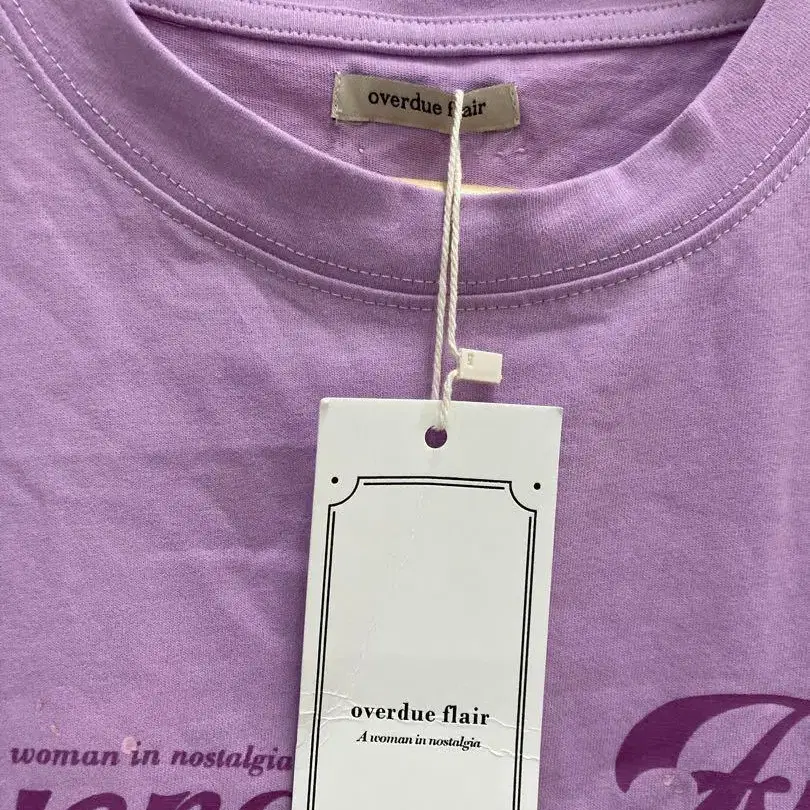 overdue flair
overdue flair
A woman in nostalgia
woman in nostalgia